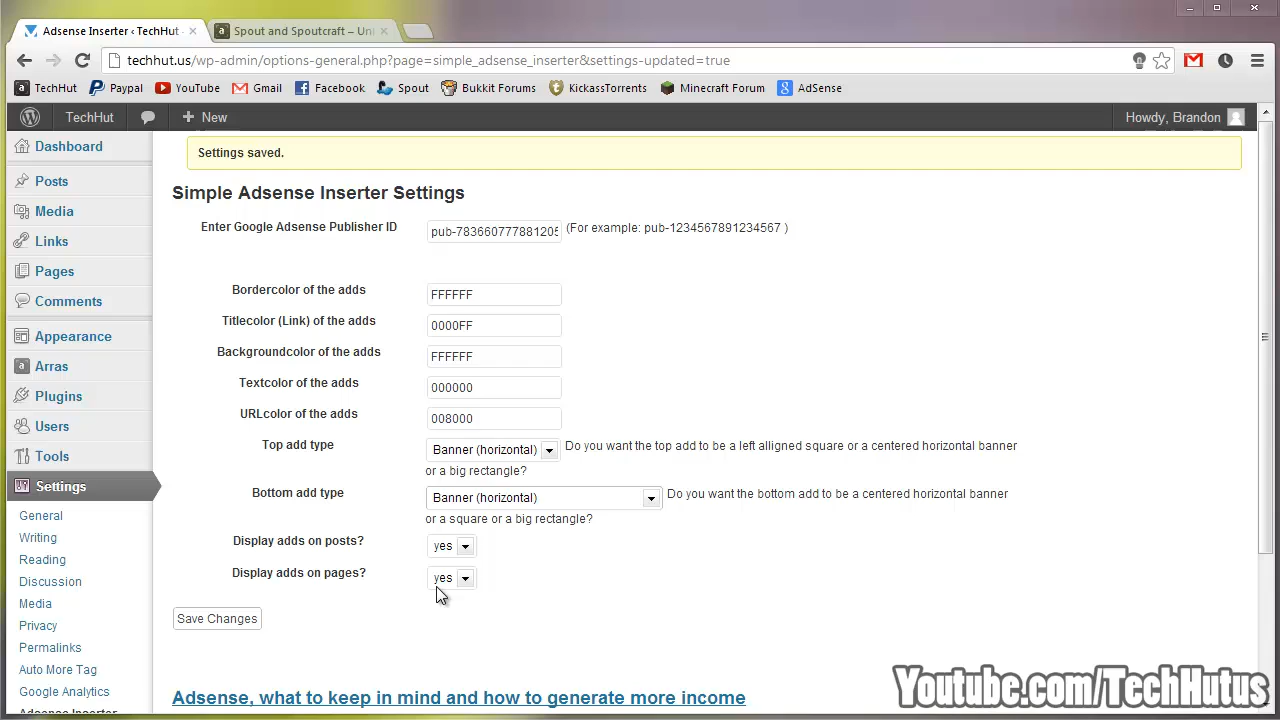 Adsense Inserter ‹ TechHut
Spout and Spoutcraft – Uni
techhut.us/wp-admin/options-general.php?page=simple_adsense_inserter&settings-updated=true
TechHut Paypal YouTube Gmail Facebook Spout Bukkit Forums KickassTorrents Minecraft Forum AdSense
TechHut + New Howdy, Brandon
Dashboard
Posts
Media
Links
Pages
Comments
Appearance
Arras
Plugins
Users
Tools
Settings
General
Writing
Reading
Discussion
Media
Privacy
Permalinks
Auto More Tag
Google Analytics
Adsense Inserter
Settings saved.
Simple Adsense Inserter Settings
Enter Google Adsense Publisher ID pub-783660777881205 (For example: pub-1234567891234567 )
Bordercolor of the adds FFFFFF
Titlecolor (Link) of the adds 0000FF
Backgroundcolor of the adds FFFFFF
Textcolor of the adds 000000
URLcolor of the adds 008000
Top add type Banner (horizontal) Do you want the top add to be a left alligned square or a centered horizontal banner
or a big rectangle?
Bottom add type Banner (horizontal) Do you want the bottom add to be a centered horizontal banner
or a square or a big rectangle?
Display adds on posts? yes
Display adds on pages? yes
Save Changes
Adsense, what to keep in mind and how to generate more income
Youtube.com/TechHutus